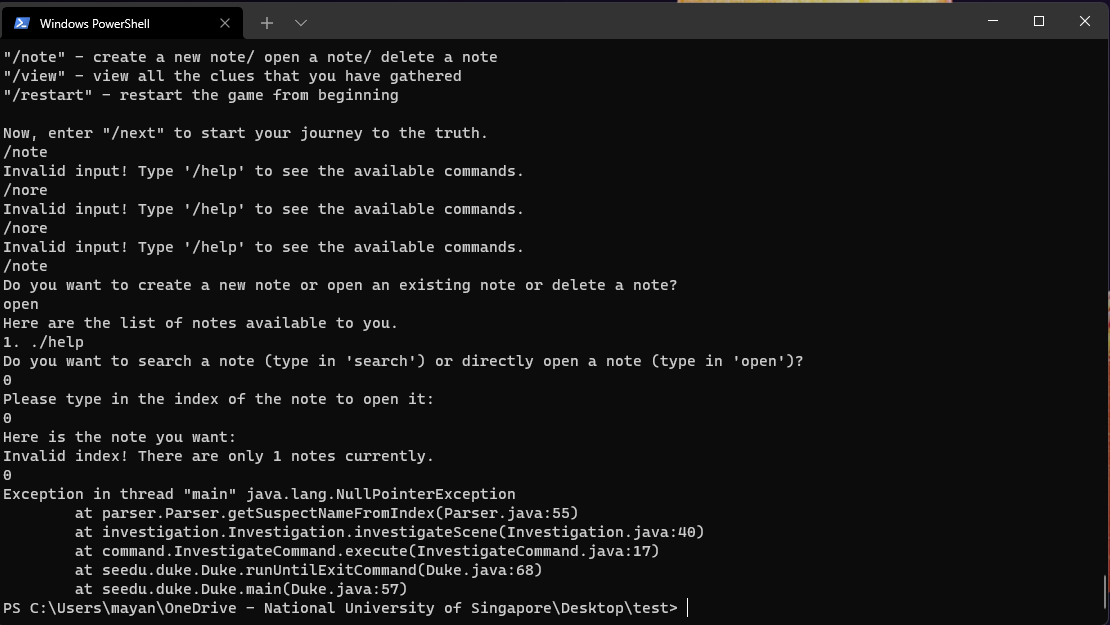 Windows PowerShell
"/note" - create a new note/ open a note/ delete a note
"/view" - view all the clues that you have gathered
"/restart" - restart the game from beginning
Now, enter "/next" to start your journey to the truth.
/note
Invalid input! Type '/help' to see the available commands.
/nore
Invalid input! Type '/help' to see the available commands.
/nore
Invalid input! Type '/help' to see the available commands.
/note
Do you want to create a new note or open an existing note or delete a note?
open
Here are the list of notes available to you.
1. ./help
Do you want to search a note (type in 'search') or directly open a note (type in 'open')?
0
Please type in the index of the note to open it:
0
Here is the note you want:
Invalid index! There are only 1 notes currently.
0
Exception in thread "main" java.lang.NullPointerException
at parser.Parser.getSuspectNameFromIndex(Parser.java:55)
at investigation.Investigation.investigateScene(Investigation.java:40)
at command.InvestigateCommand.execute(InvestigateCommand.java:17)
at seedu.duke.Duke.runUntilExitCommand(Duke.java:68)
at seedu.duke.Duke.main(Duke.java:57)
PS C:\Users\mayan\OneDrive - National University of Singapore\Desktop\test>